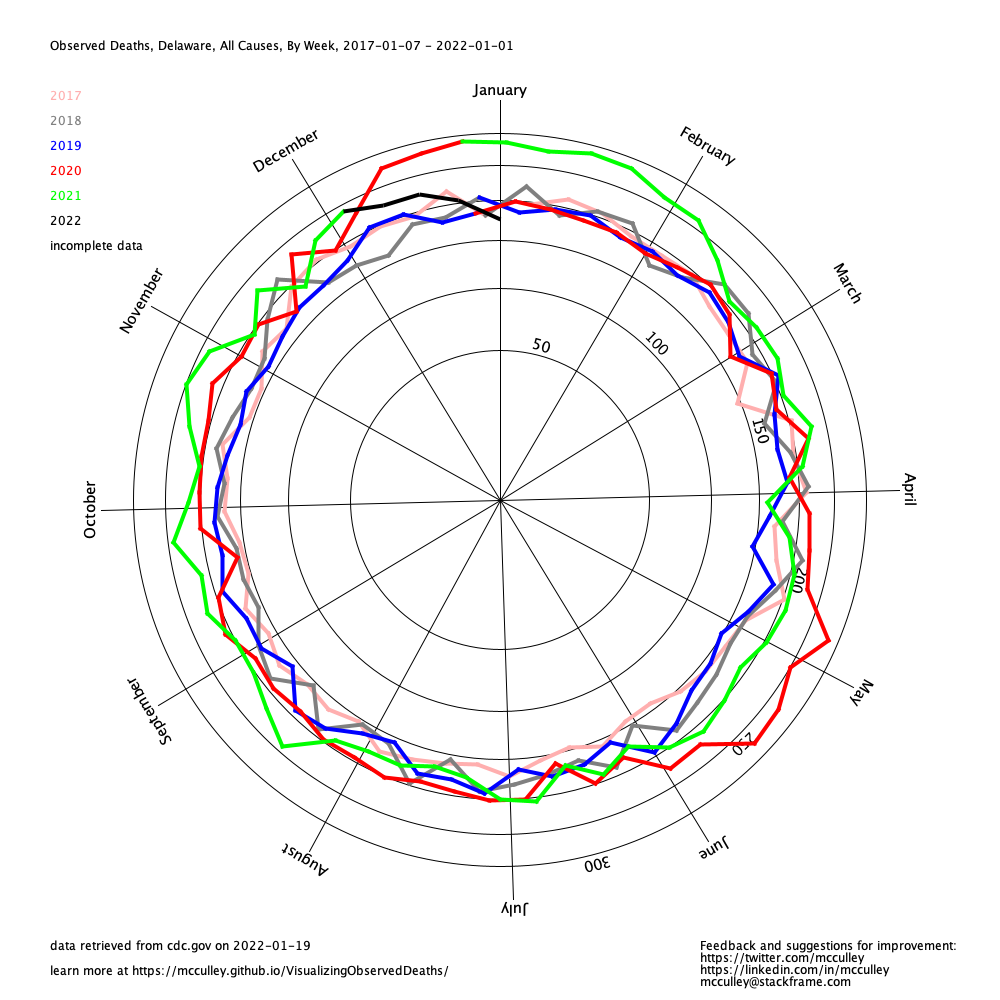 Observed Deaths, Delaware, All Causes, By Week, 2017-01-07 - 2022-01-01
January
2017
2018
2019
2020
2021
2022
incomplete data
December
February
November
March
50
100
150
October
April
200
September
May
250
August
June
300
July
data retrieved from cdc.gov on 2022-01-19
learn more at https://mcculley.github.io/VisualizingObservedDeaths/
Feedback and suggestions for improvement:
https://twitter.com/mcculley
https://linkedin.com/in/mcculley
mcculley@stackframe.com